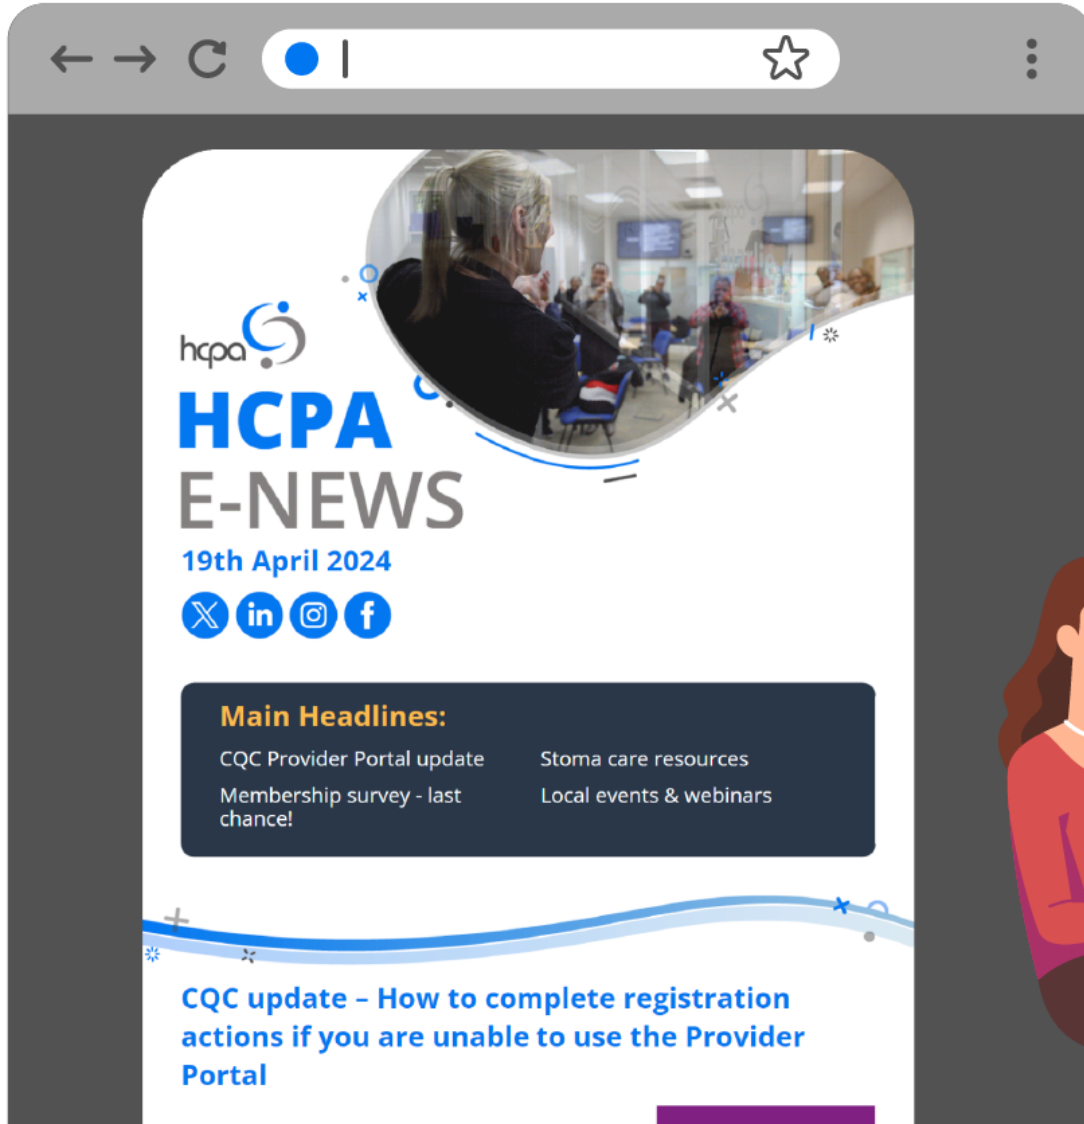 hcpa
HCPA
E-NEWS
19th April 2024
in
f
Main Headlines:
CQC Provider Portal update
Membership survey - last
chance!
Stoma care resources
Local events & webinars
CQC update – How to complete registration
actions if you are unable to use the Provider
Portal